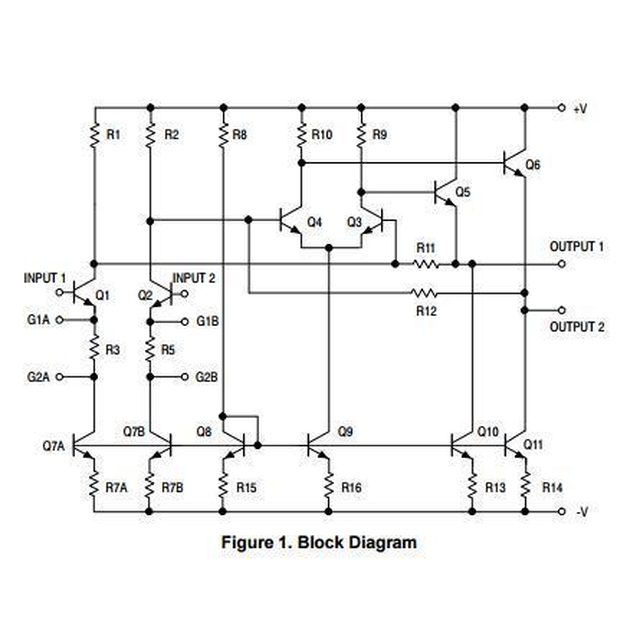 +V
R1 R2 R8 R10 R9
Q6
Q5
Q4 Q3
R11 OUTPUT 1
INPUT 1 INPUT 2
Q1 Q2
R12
G1A G1B
OUTPUT 2
R3 R5
G2A G2B
Q7A Q7B Q8 Q9 Q10 Q11
R7A R7B R15 R16 R13 R14
-V
Figure 1. Block Diagram